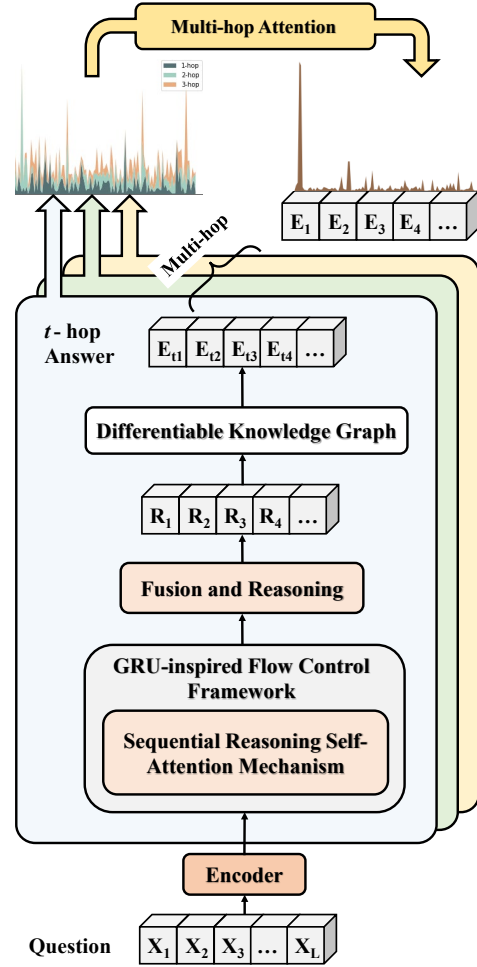 Multi-hop Attention
1-hop
2-hop
3-hop
E1 E2 E3 E4 ...
Multi-hop
t - hop
Answer
Et1 Et2 Et3 Et4 ...
Differentiable Knowledge Graph
R1 R2 R3 R4 ...
Fusion and Reasoning
GRU-inspired Flow Control
Framework
Sequential Reasoning Self-
Attention Mechanism
Encoder
Question
X1 X2 X3 ... XL